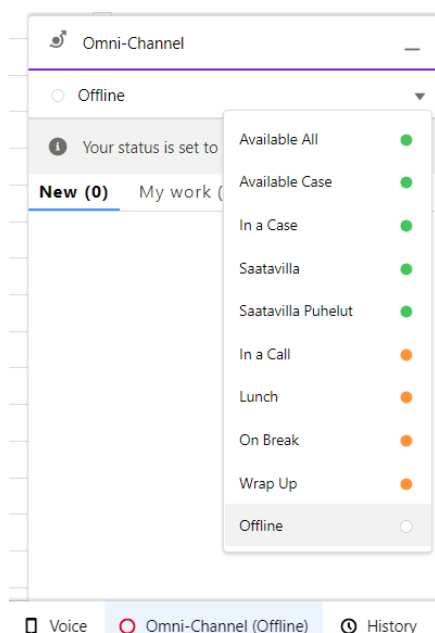 Omni-Channel
Offline
Your status is set to
New (0) My work (
Available All
Available Case
In a Case
Saatavilla
Saatavilla Puhelut
In a Call
Lunch
On Break
Wrap Up
Offline
Voice Omni-Channel (Offline) History